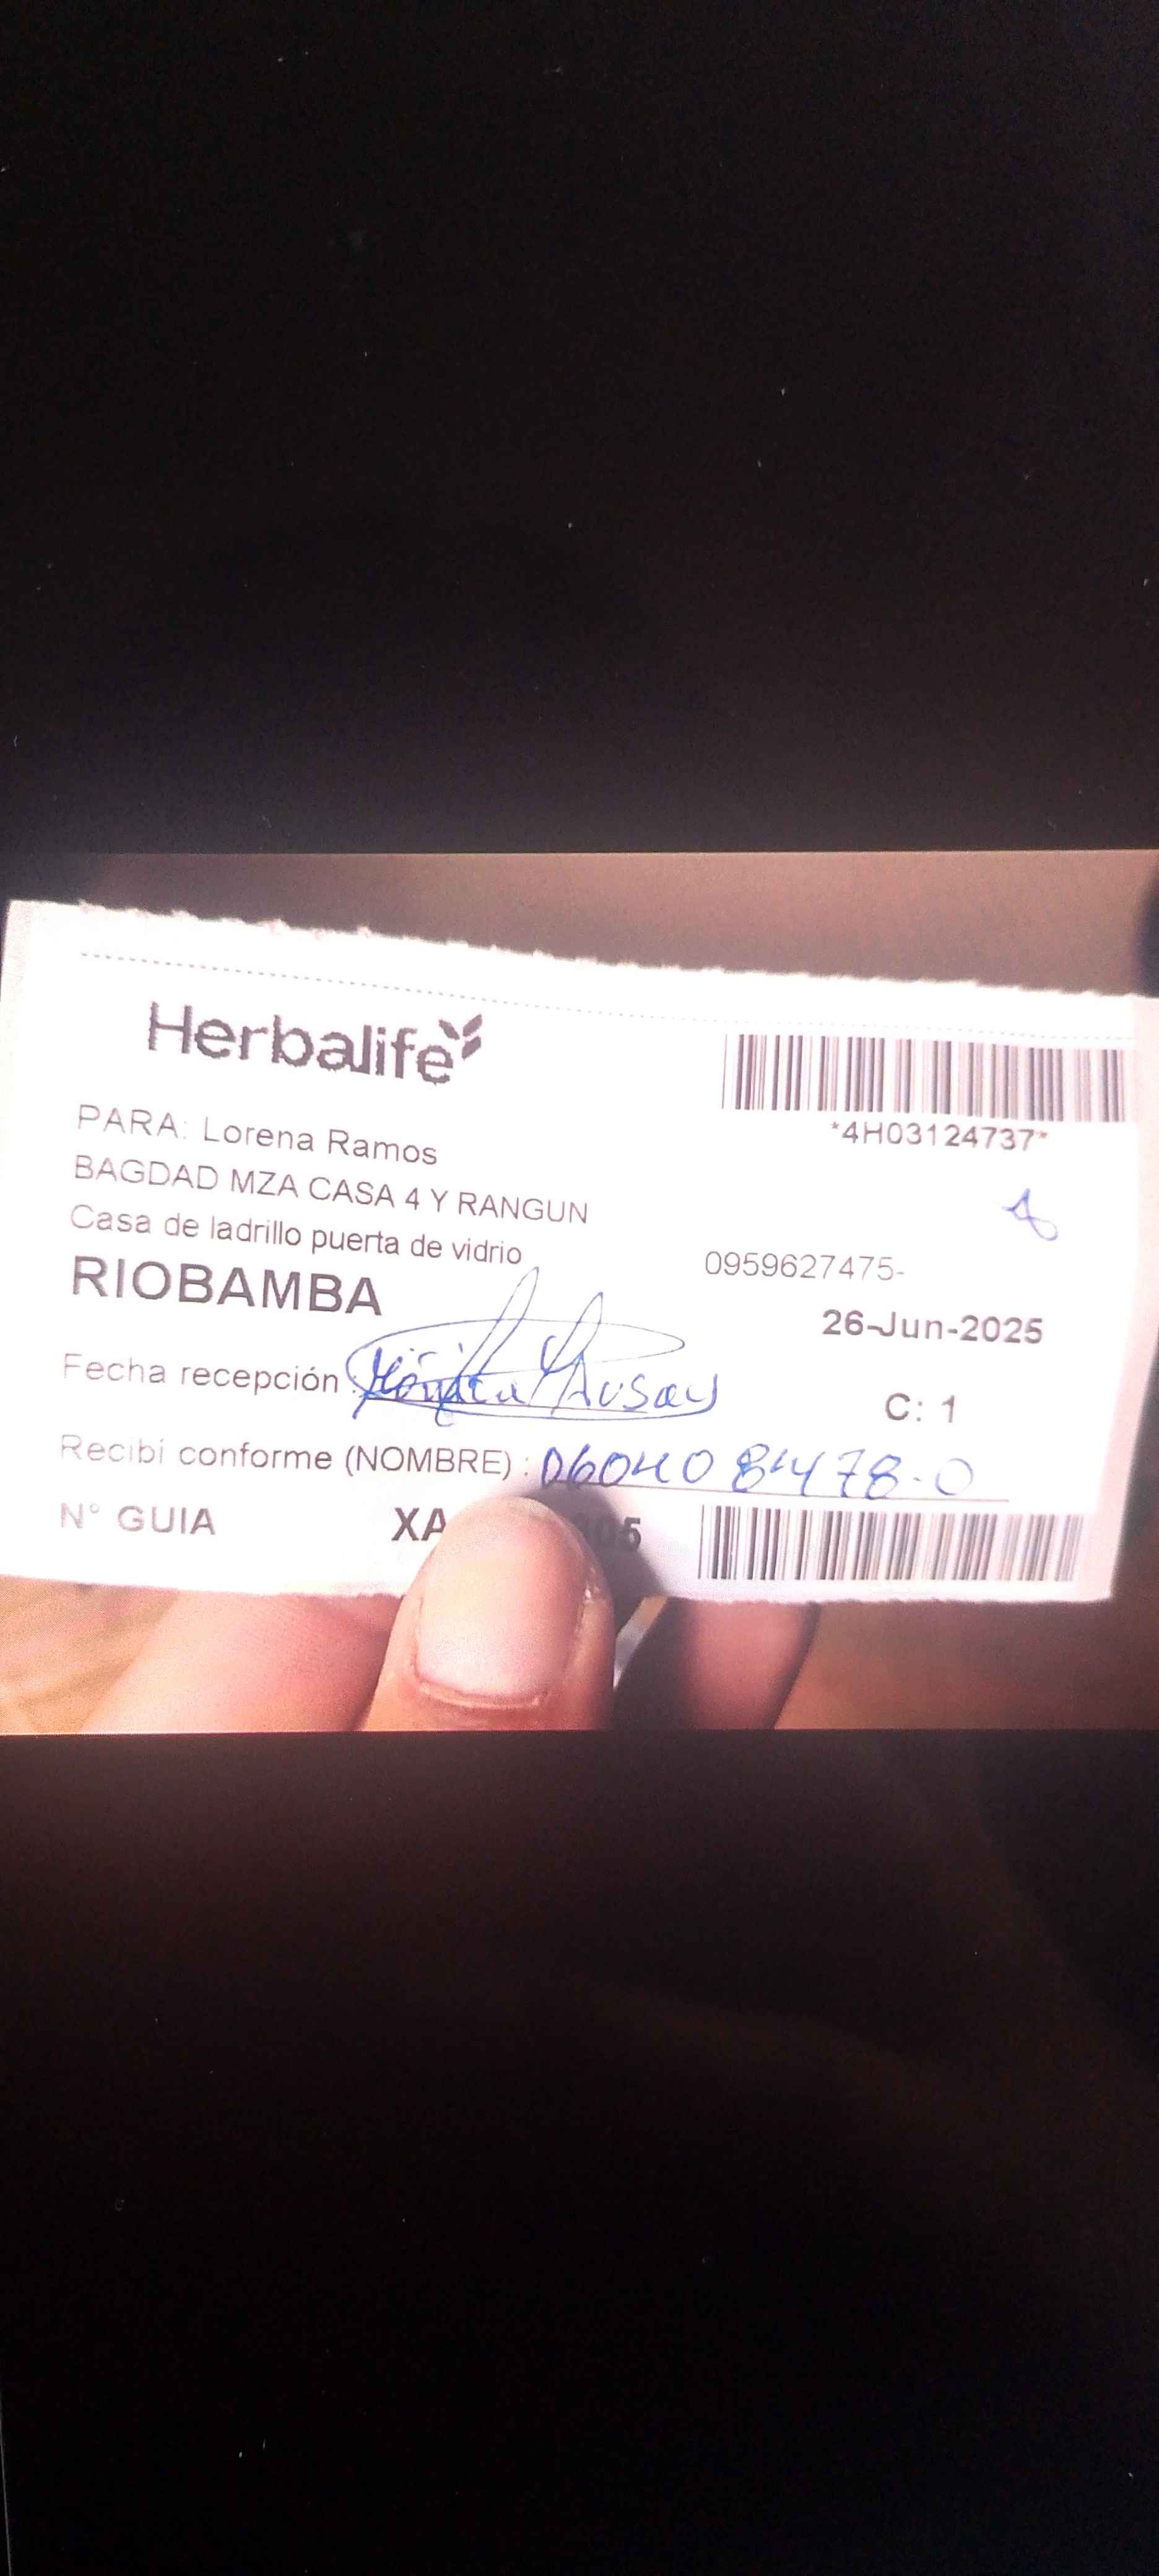 Herbalife
*4H03124737*
PARA: Lorena Ramos
BAGDAD MZA CASA 4 Y RANGUN
Casa de ladrillo puerta de vidrio
0959627475-
RIOBAMBA
26-Jun-2025
Fecha recepción :
C: 1
Recibí conforme (NOMBRE) : 060408478-0
N° GUIA